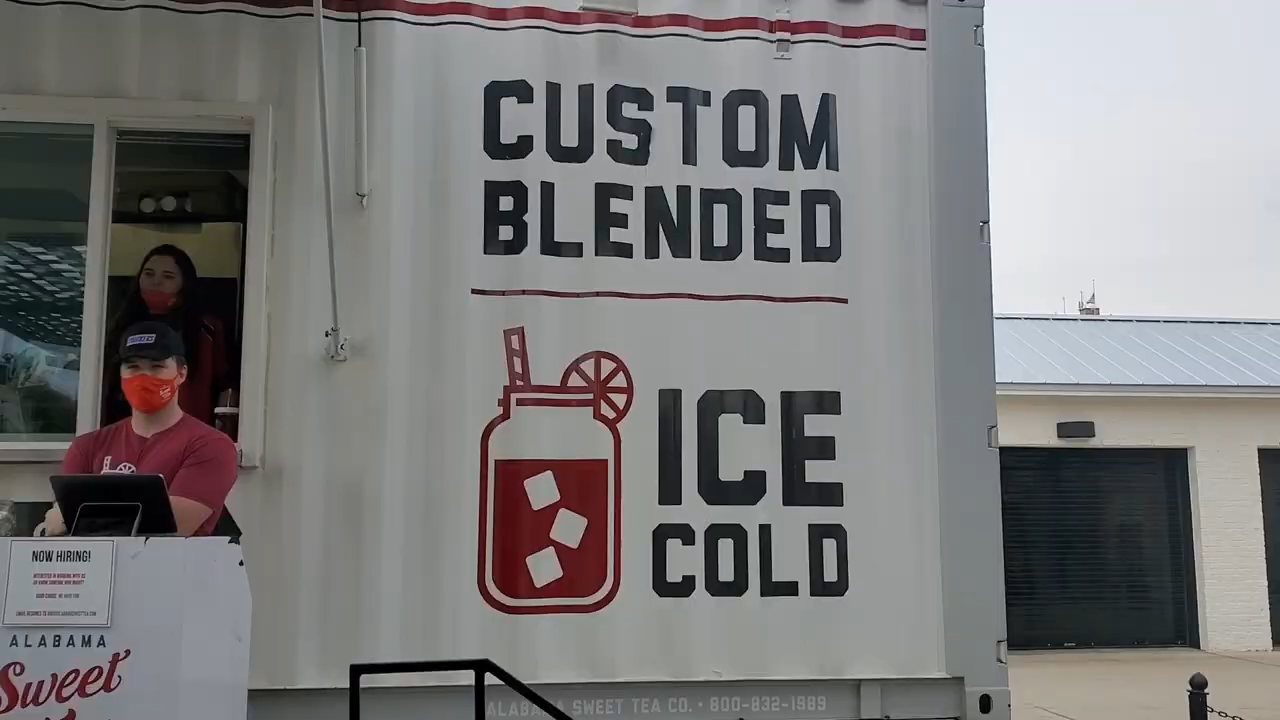 CUSTOM
BLENDED
ICE
COLD
NOW HIRING!
ALABAMA
Sweet
ALABAMA SWEET TEA CO. • 800-832-1989